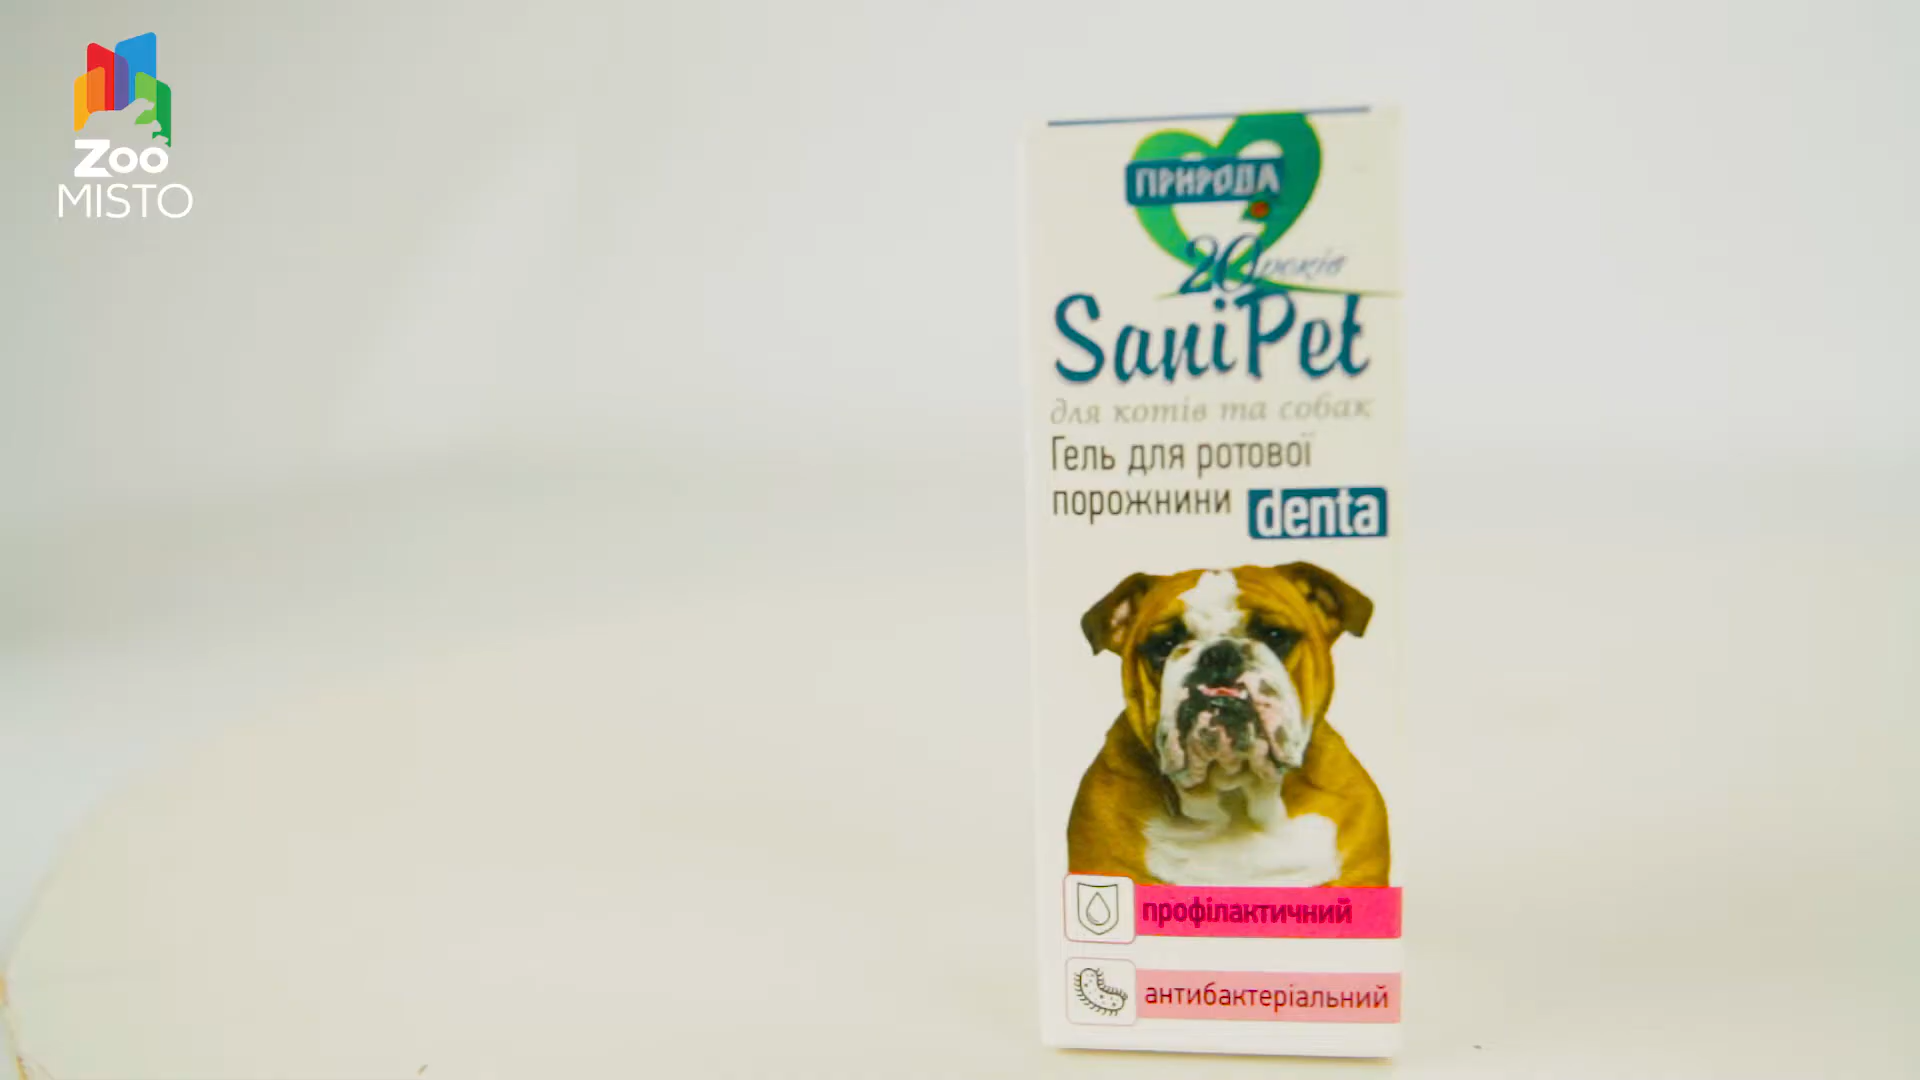 Zoo
MISTO
ПРИРОДА
20 років
SaniPet
для котів та собак
Гель для ротової
порожнини denta
профілактичний
антибактеріальний